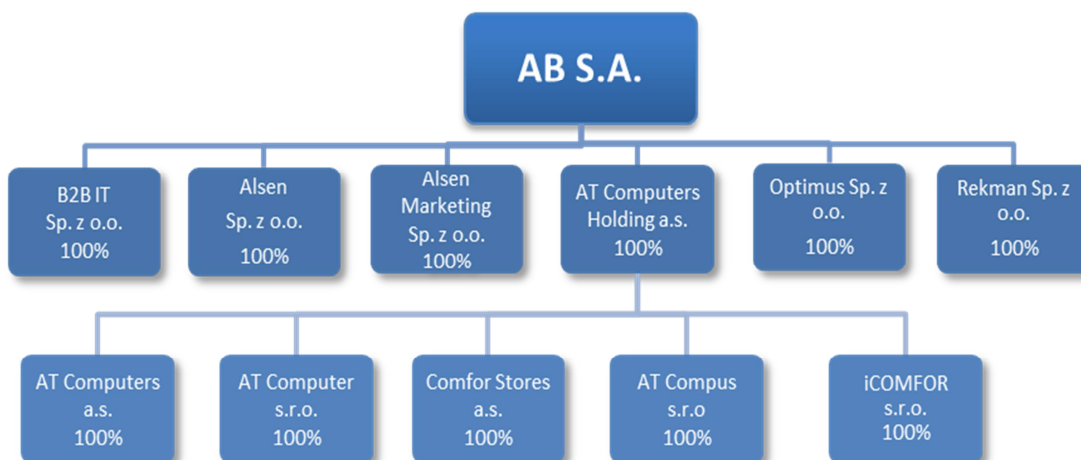 AB S.A.
B2B IT
Sp. z o.o.
100%
Alsen
Sp. z o.o.
100%
Alsen
Marketing
Sp. z o.o.
100%
AT Computers
Holding a.s.
100%
Optimus Sp. z
o.o.
100%
Rekman Sp. z
o.o.
100%
AT Computers
a.s.
100%
AT Computer
s.r.o.
100%
Comfor Stores
a.s.
100%
AT Compus
s.r.o
100%
iCOMFOR
s.r.o.
100%